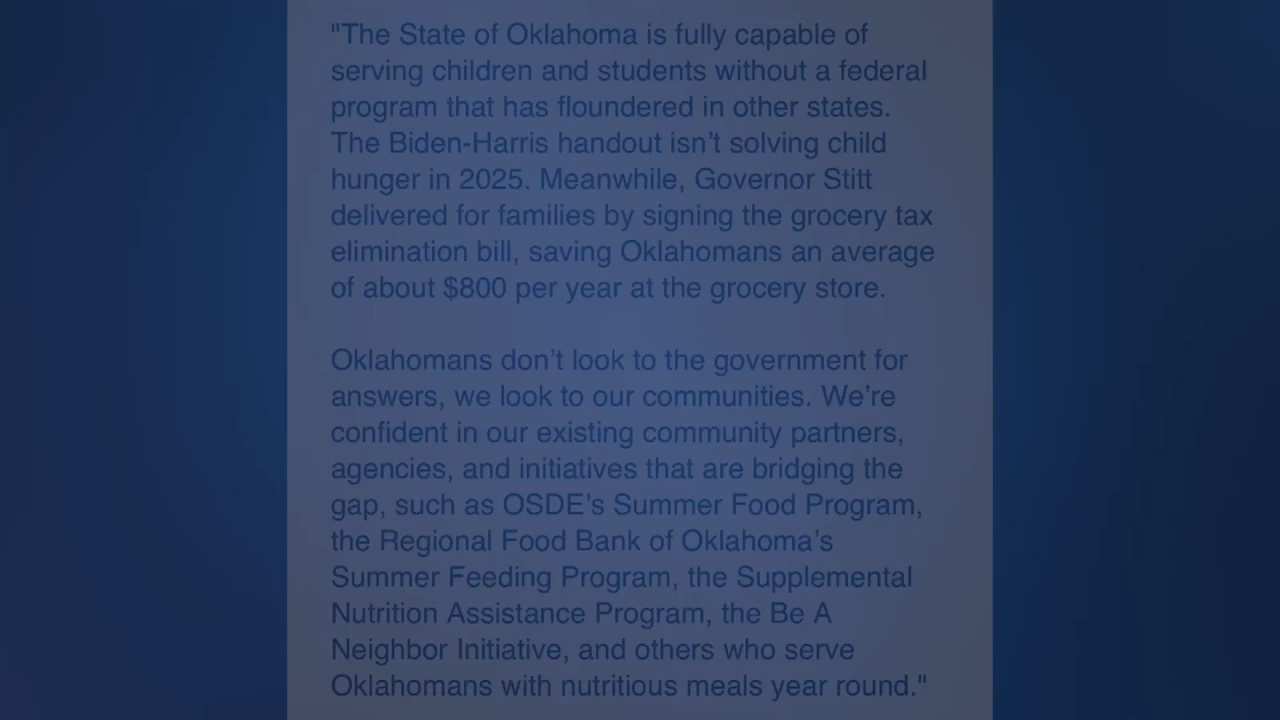 "The State of Oklahoma is fully capable of
serving children and students without a federal
program that has floundered in other states.
The Biden-Harris handout isn’t solving child
hunger in 2025. Meanwhile, Governor Stitt
delivered for families by signing the grocery tax
elimination bill, saving Oklahomans an average
of about $800 per year at the grocery store.
Oklahomans don’t look to the government for
answers, we look to our communities. We’re
confident in our existing community partners,
agencies, and initiatives that are bridging the
gap, such as OSDE’s Summer Food Program,
the Regional Food Bank of Oklahoma’s
Summer Feeding Program, the Supplemental
Nutrition Assistance Program, the Be A
Neighbor Initiative, and others who serve
Oklahomans with nutritious meals year round."